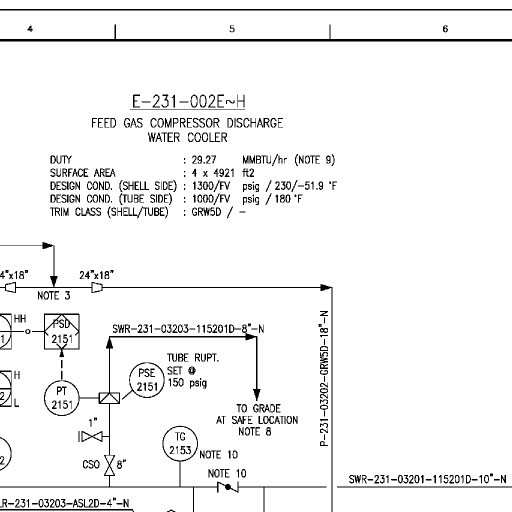 4
5
6
E-231-002E~H
FEED GAS COMPRESSOR DISCHARGE
WATER COOLER
DUTY : 29.27 MMBTU/hr (NOTE 9)
SURFACE AREA : 4 x 4921 ft2
DESIGN COND. (SHELL SIDE) : 1300/FV psig / 230/-51.9 °F
DESIGN COND. (TUBE SIDE) : 1000/FV psig / 180 °F
TRIM CLASS (SHELL/TUBE) : GRW5D / -
4"x18"
24"x18"
NOTE 3
HH
PSD
2151
1
SWR-231-03203-115201D-8"-N
P-231-03202-GRW5D-18"-N
TUBE RUPT.
SET @
150 psig
PSE
2151
H
L
2
PT
2151
TO GRADE
AT SAFE LOCATION
NOTE 8
1"
TG
2153
NOTE 10
2
CSO
8"
NOTE 10
SWR-231-03201-115201D-10"-N
LR-231-03203-ASL2D-4"-N